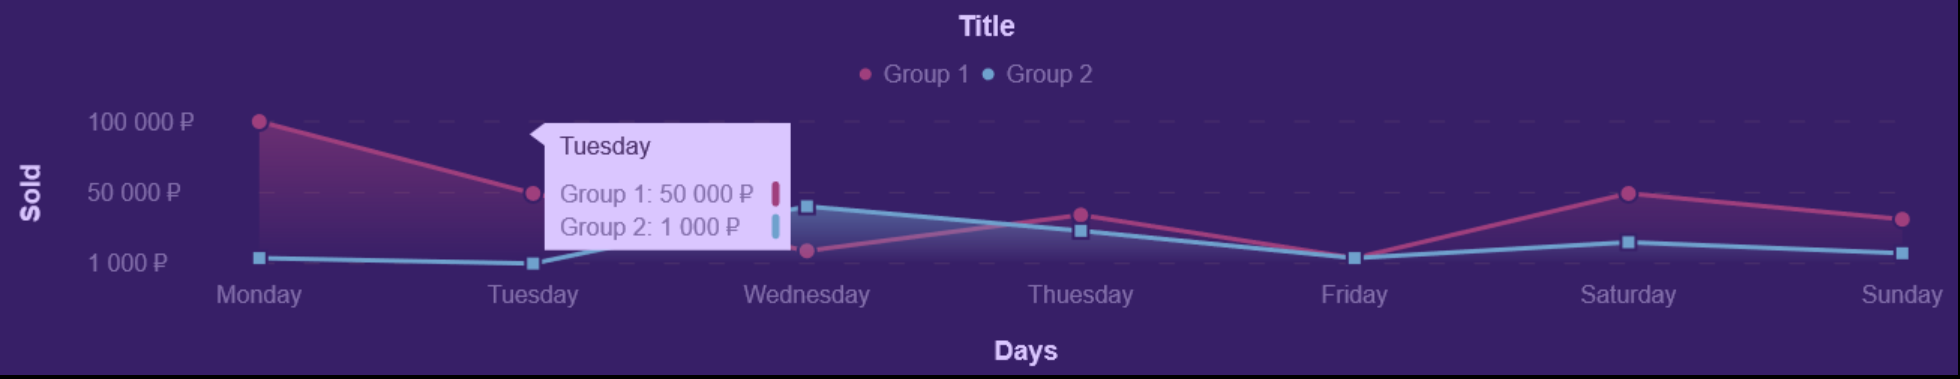 Title
Group 1 Group 2
Sold
100 000 ₽
50 000 ₽
1 000 ₽
Tuesday
Group 1: 50 000 ₽
Group 2: 1 000 ₽
Monday Tuesday Wednesday Thuesday Friday Saturday Sunday
Days